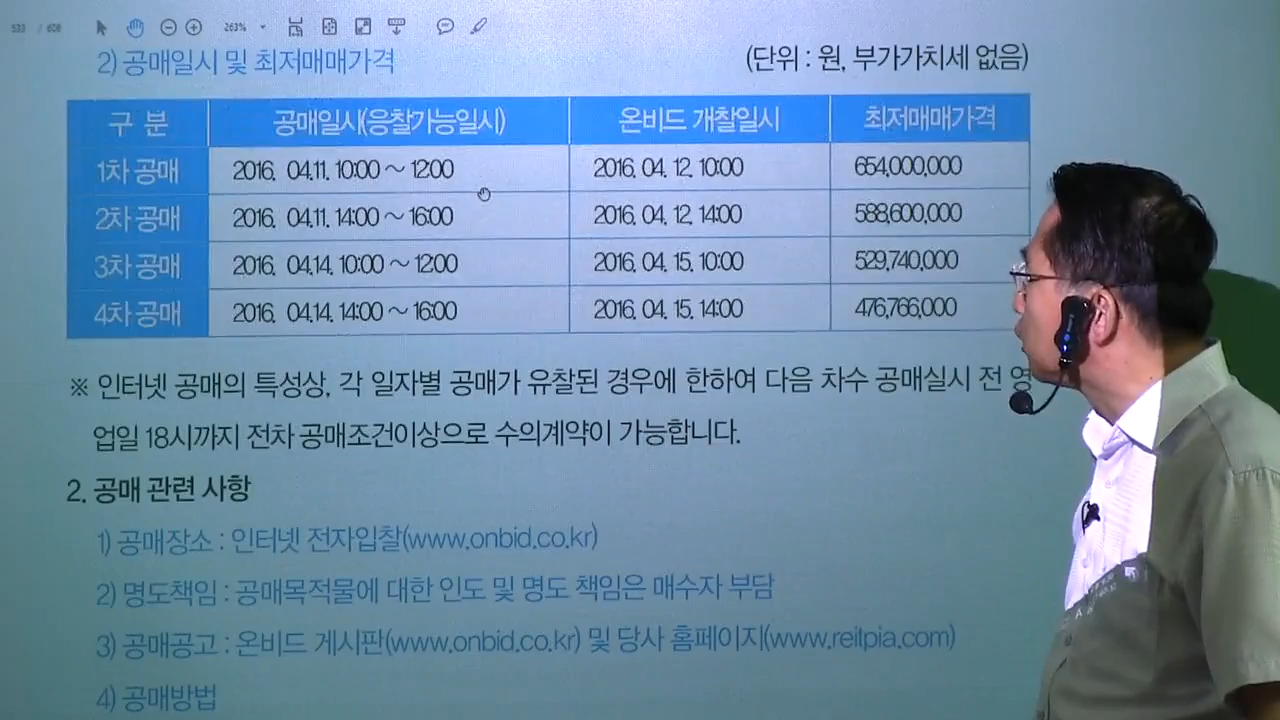 533 / 608 263%
2) 공매일시 및 최저매매가격 (단위 : 원, 부가가치세 없음)
구 분 공매일시(응찰가능일시) 온비드 개찰일시 최저매매가격
1차 공매 2016. 04.11. 10:00 ~ 12:00 2016. 04. 12. 10:00 654,000,000
2차 공매 2016. 04.11. 14:00 ~ 16:00 2016. 04. 12. 14:00 588,600,000
3차 공매 2016. 04.14. 10:00 ~ 12:00 2016. 04. 15. 10:00 529,740,000
4차 공매 2016. 04.14. 14:00 ~ 16:00 2016. 04. 15. 14:00 476,766,000
※ 인터넷 공매의 특성상, 각 일자별 공매가 유찰된 경우에 한하여 다음 차수 공매실시 전 영
업일 18시까지 전차 공매조건이상으로 수의계약이 가능합니다.
2. 공매 관련 사항
1) 공매장소 : 인터넷 전자입찰(www.onbid.co.kr)
2) 명도책임 : 공매목적물에 대한 인도 및 명도 책임은 매수자 부담
3) 공매공고 : 온비드 게시판(www.onbid.co.kr) 및 당사 홈페이지(www.reitpia.com)
4) 공매방법